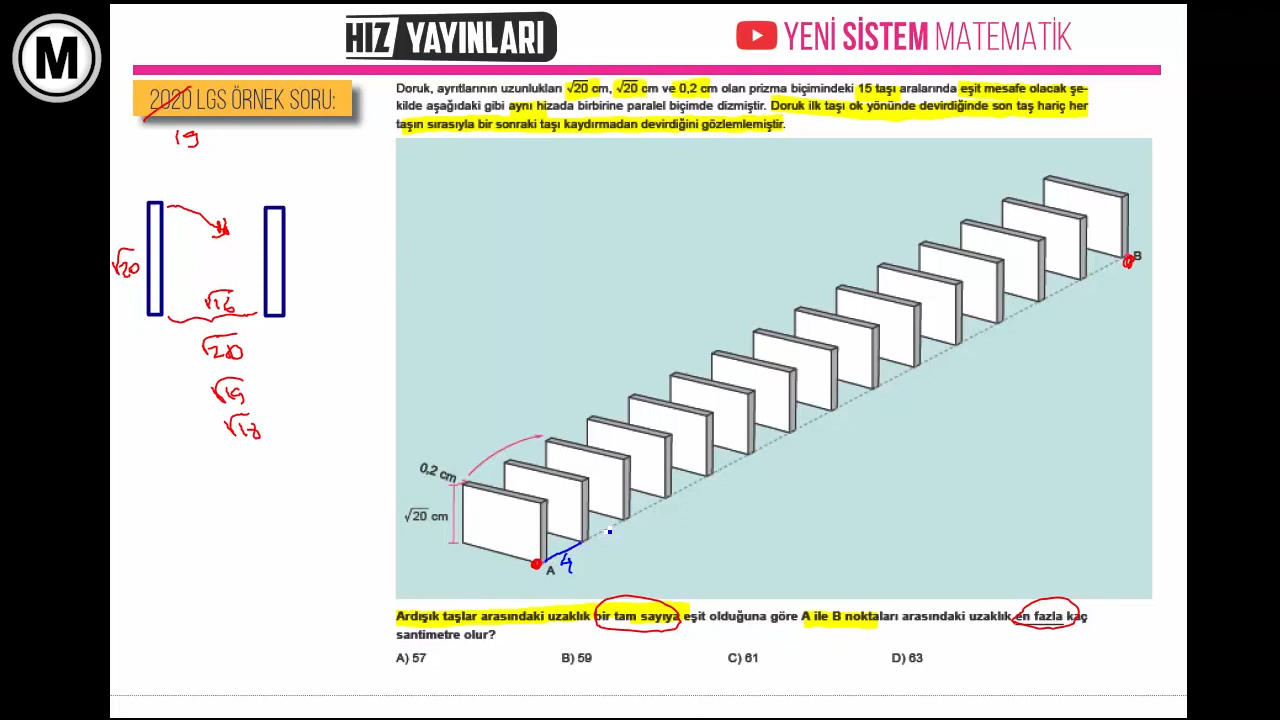 M
HIZ YAYINLARI
YENİ SİSTEM MATEMATİK
2020 LGS ÖRNEK SORU:
19
Doruk, ayrıtlarının uzunlukları √20 cm, √20 cm ve 0,2 cm olan prizma biçimindeki 15 taşı aralarında eşit mesafe olacak şe-
kilde aşağıdaki gibi aynı hizada birbirine paralel biçimde dizmiştir. Doruk ilk taşı ok yönünde devirdiğinde son taş hariç her
taşın sırasıyla bir sonraki taşı kaydırmadan devirdiğini gözlemlemiştir.
√20
√16
√20
√19
√18
B
0,2 cm
√20 cm
A
4
Ardışık taşlar arasındaki uzaklık bir tam sayıya eşit olduğuna göre A ile B noktaları arasındaki uzaklık en fazla kaç
santimetre olur?
A) 57 B) 59 C) 61 D) 63